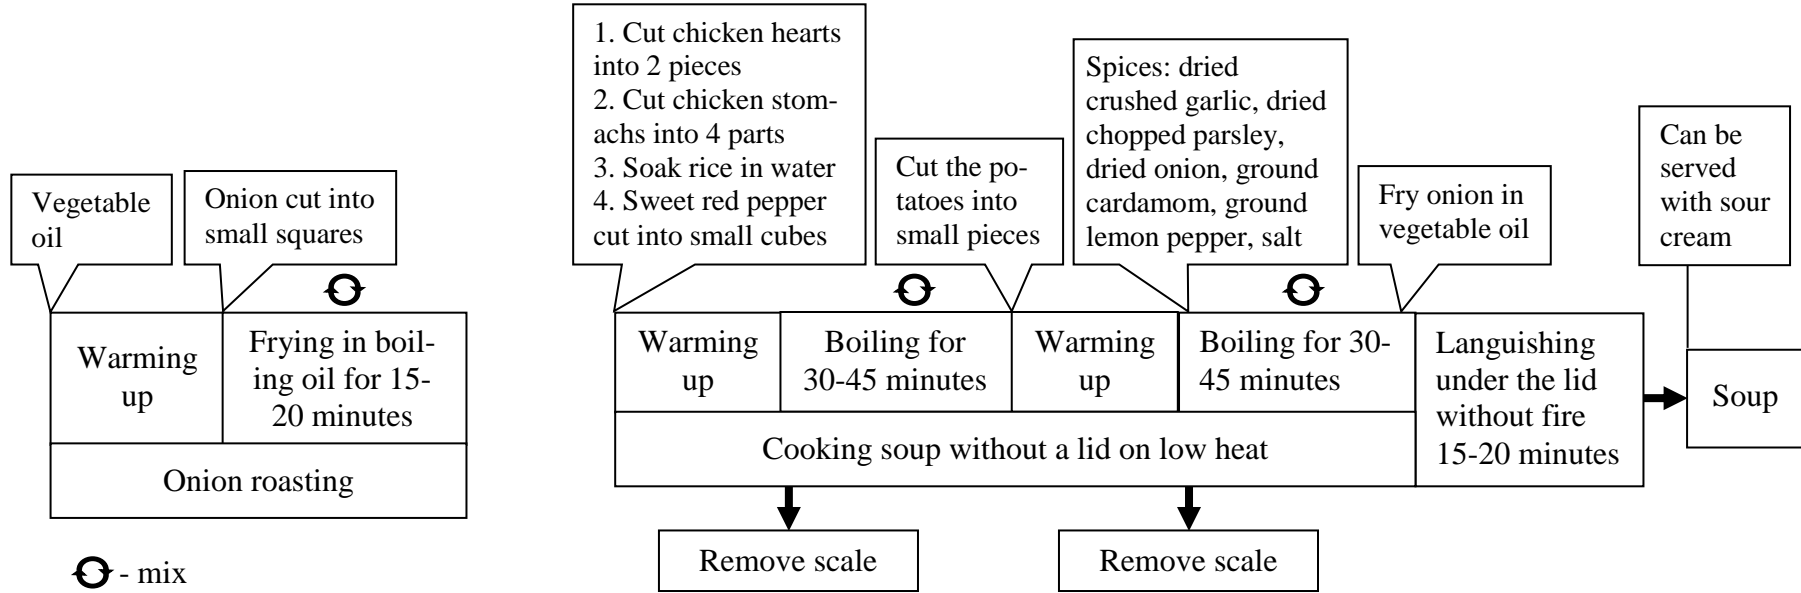 Vegetable
oil
Onion cut into
small squares
Warming
up
Frying in boil-
ing oil for 15-
20 minutes
Onion roasting
- mix
1. Cut chicken hearts
into 2 pieces
2. Cut chicken stom-
achs into 4 parts
3. Soak rice in water
4. Sweet red pepper
cut into small cubes
Cut the po-
tatoes into
small pieces
Spices: dried
crushed garlic, dried
chopped parsley,
dried onion, ground
cardamom, ground
lemon pepper, salt
Fry onion in
vegetable oil
Can be
served
with sour
cream
Warming
up
Boiling for
30-45 minutes
Warming
up
Boiling for 30-
45 minutes
Languishing
under the lid
without fire
15-20 minutes
Soup
Cooking soup without a lid on low heat
Remove scale
Remove scale